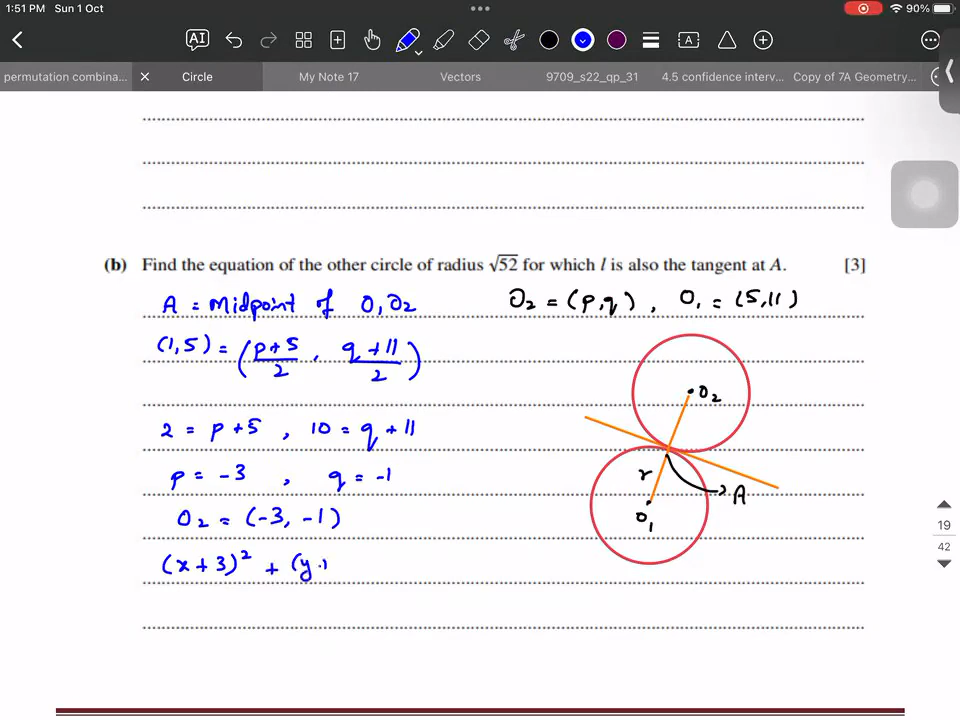 1:51 PM Sun 1 Oct 90%
AI A
permutation combina... Circle My Note 17 Vectors 9709_s22_qp_31 4.5 confidence interv... Copy of 7A Geometry...
(b) Find the equation of the other circle of radius √52 for which l is also the tangent at A. [3]
A = Midpoint of O₁O₂ O₂ = (p,q), O₁ = (5,11)
(1,5) = (p+5/2, q+11/2)
O₂
2 = p+5, 10 = q+11
p = -3, q = -1
r
A
O₂ = (-3, -1)
O₁
(x+3)² + (y
19
42